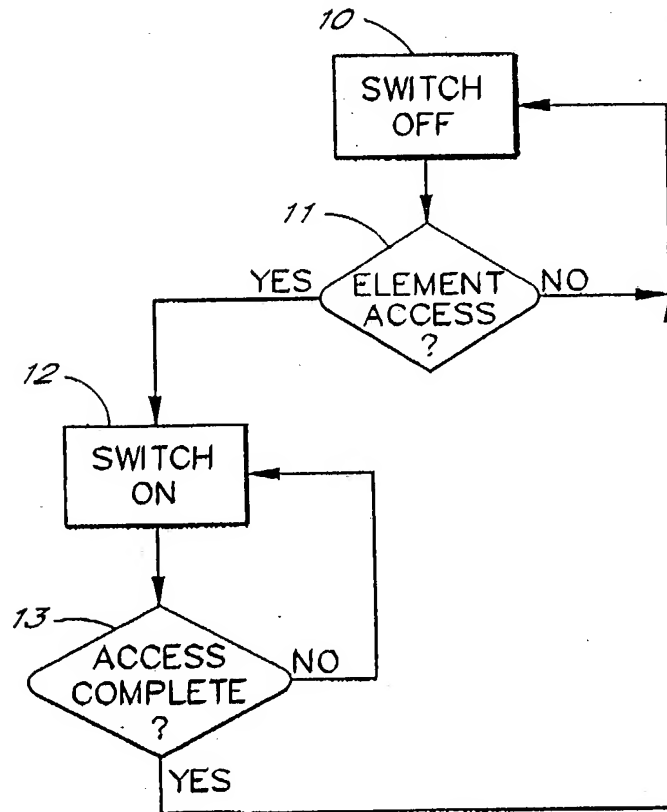 10
SWITCH
OFF
11
YES
ELEMENT
ACCESS
?
NO
12
SWITCH
ON
13
ACCESS
COMPLETE
?
NO
YES